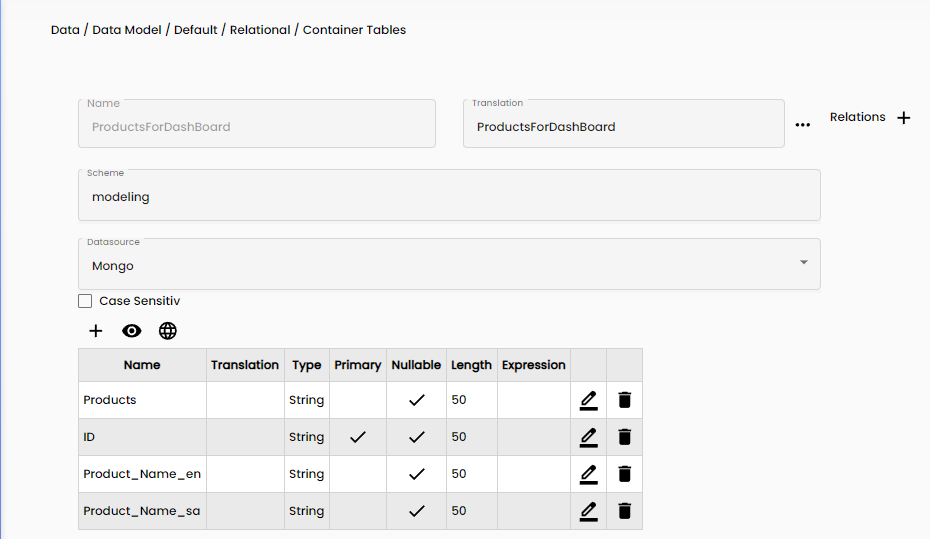 Data / Data Model / Default / Relational / Container Tables
Name
ProductsForDashBoard
Translation
ProductsForDashBoard
Relations
Scheme
modeling
Datasource
Mongo
Case Sensitiv
Name Translation Type Primary Nullable Length Expression
Products String 50
ID String 50
Product_Name_en String 50
Product_Name_sa String 50